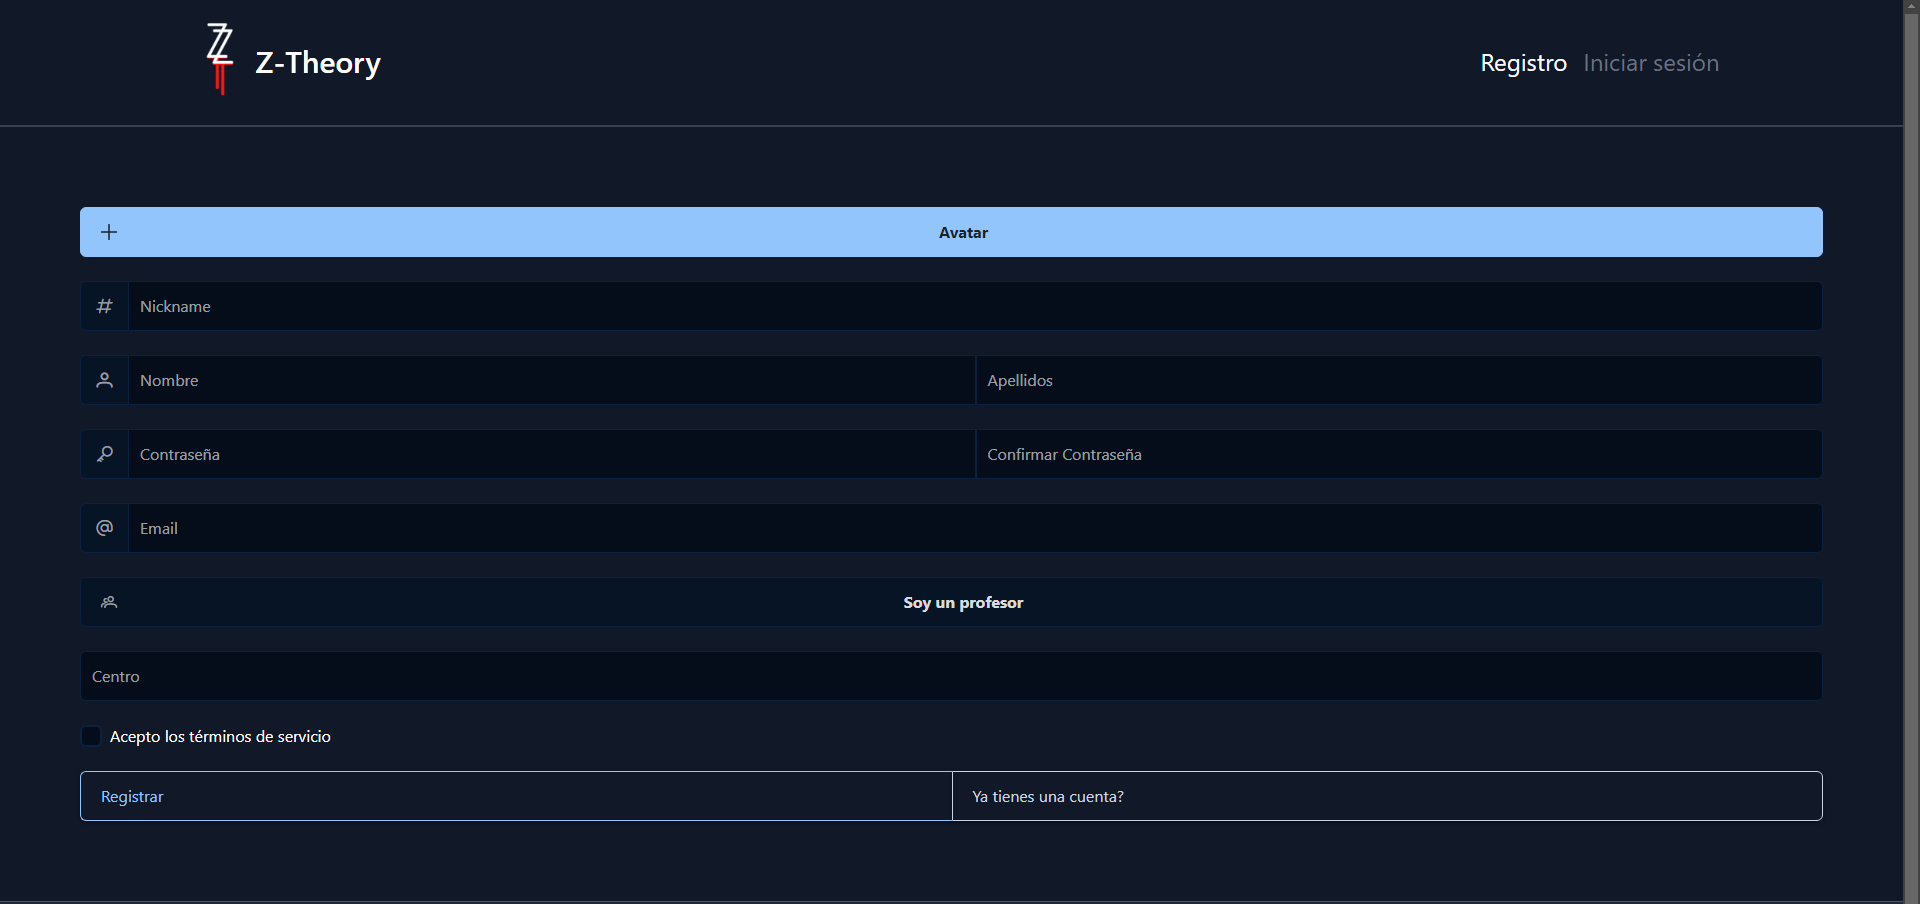 Z-Theory
Registro Iniciar sesión
Avatar
Nickname
Nombre Apellidos
Contraseña Confirmar Contraseña
Email
Soy un profesor
Centro
Acepto los términos de servicio
Registrar Ya tienes una cuenta?